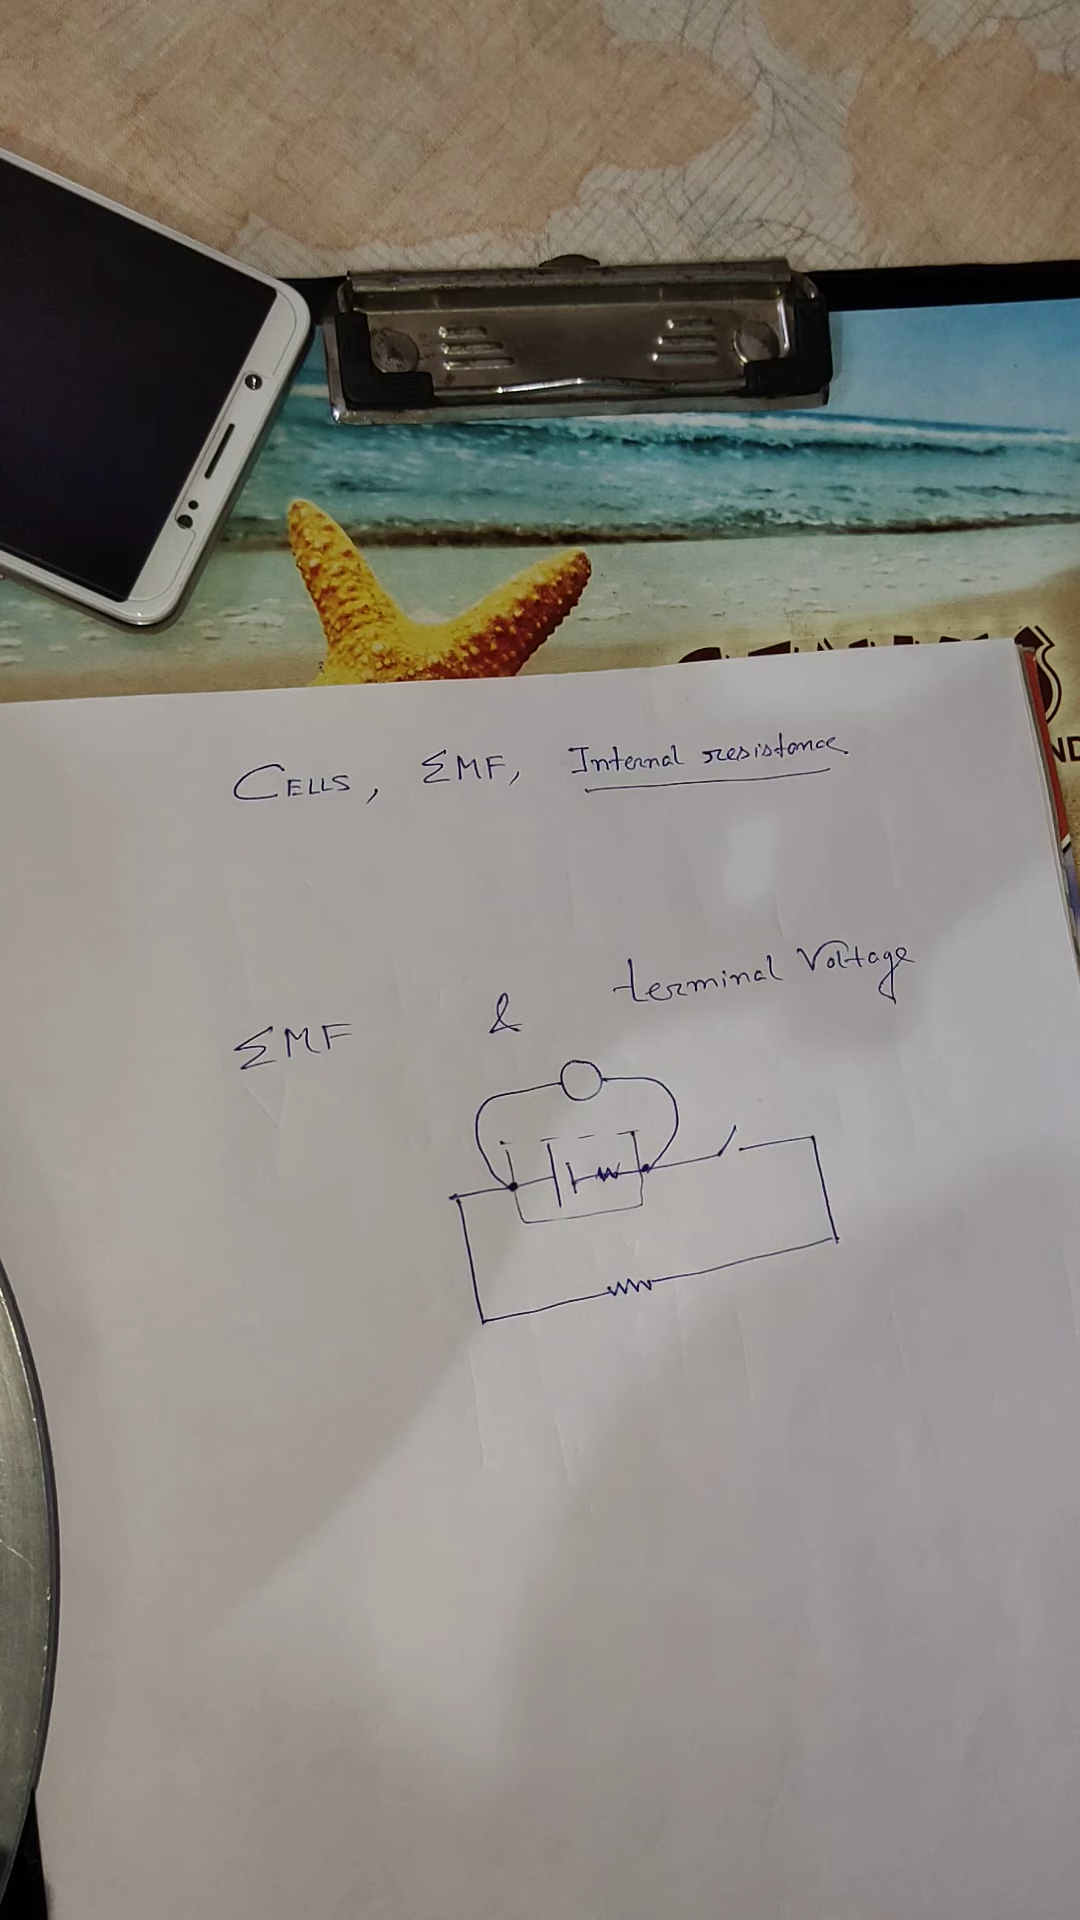 CELLS, EMF, Internal resistance
EMF & terminal Voltage